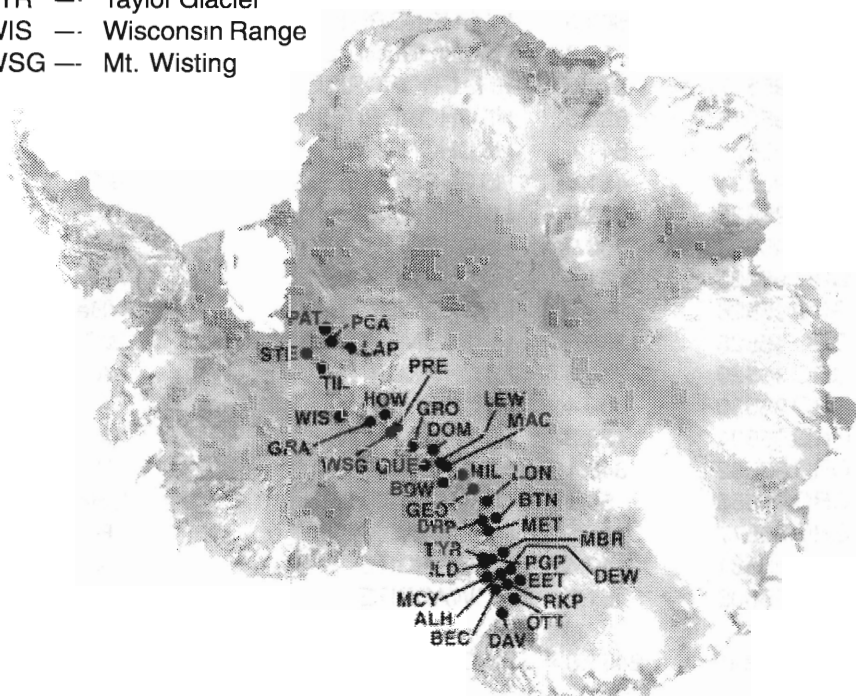 TYR — Taylor Glacier
WIS — Wisconsin Range
WSG — Mt. Wisting
PAT
PCA
STE
LAP
TIL
PRE
HOW
GRO
LEW
WIS
DOM
MAC
GRA
WSG QUE
MIL
LON
BOW
GEO
BTN
DRP
MET
TYR
MBR
ILD
PGP
EET
DEW
MCY
RKP
ALH
OTT
BEC
DAV